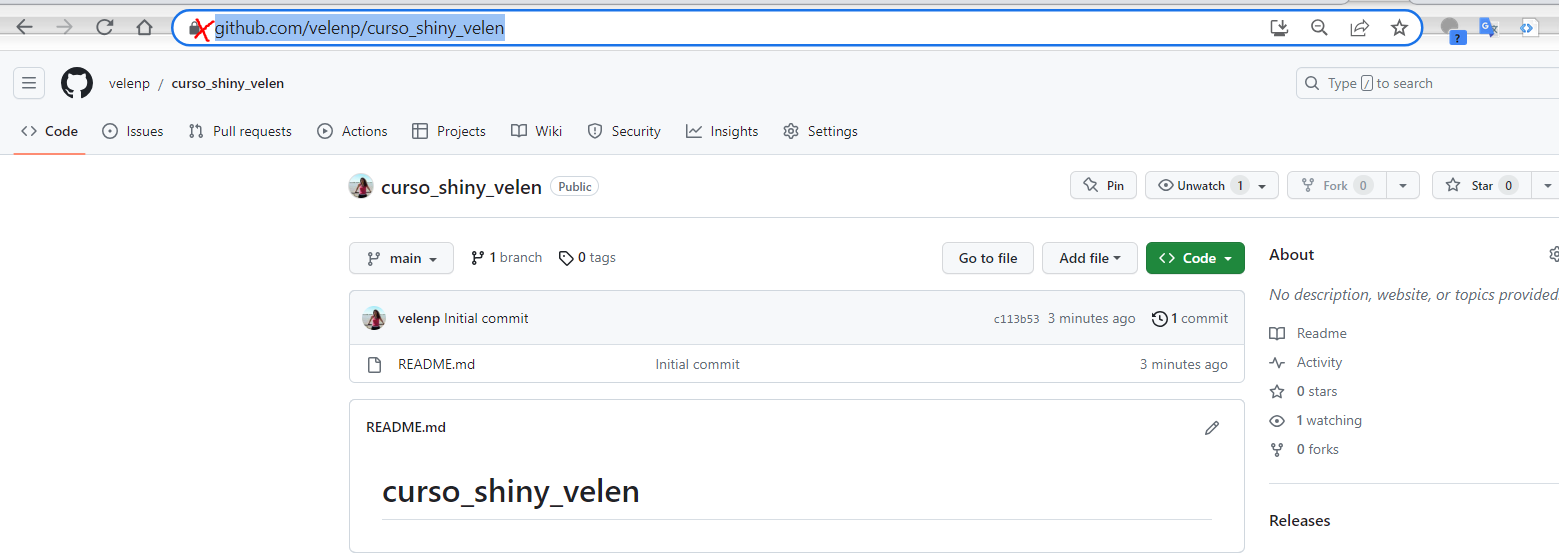 github.com/velenp/curso_shiny_velen
velenp / curso_shiny_velen
Type / to search
Code Issues Pull requests Actions Projects Wiki Security Insights Settings
curso_shiny_velen Public
Pin Unwatch 1 Fork 0 Star 0
main 1 branch 0 tags Go to file Add file Code
velenp Initial commit c113b53 3 minutes ago 1 commit
README.md Initial commit 3 minutes ago
README.md
curso_shiny_velen
About
No description, website, or topics provided.
Readme
Activity
0 stars
1 watching
0 forks
Releases